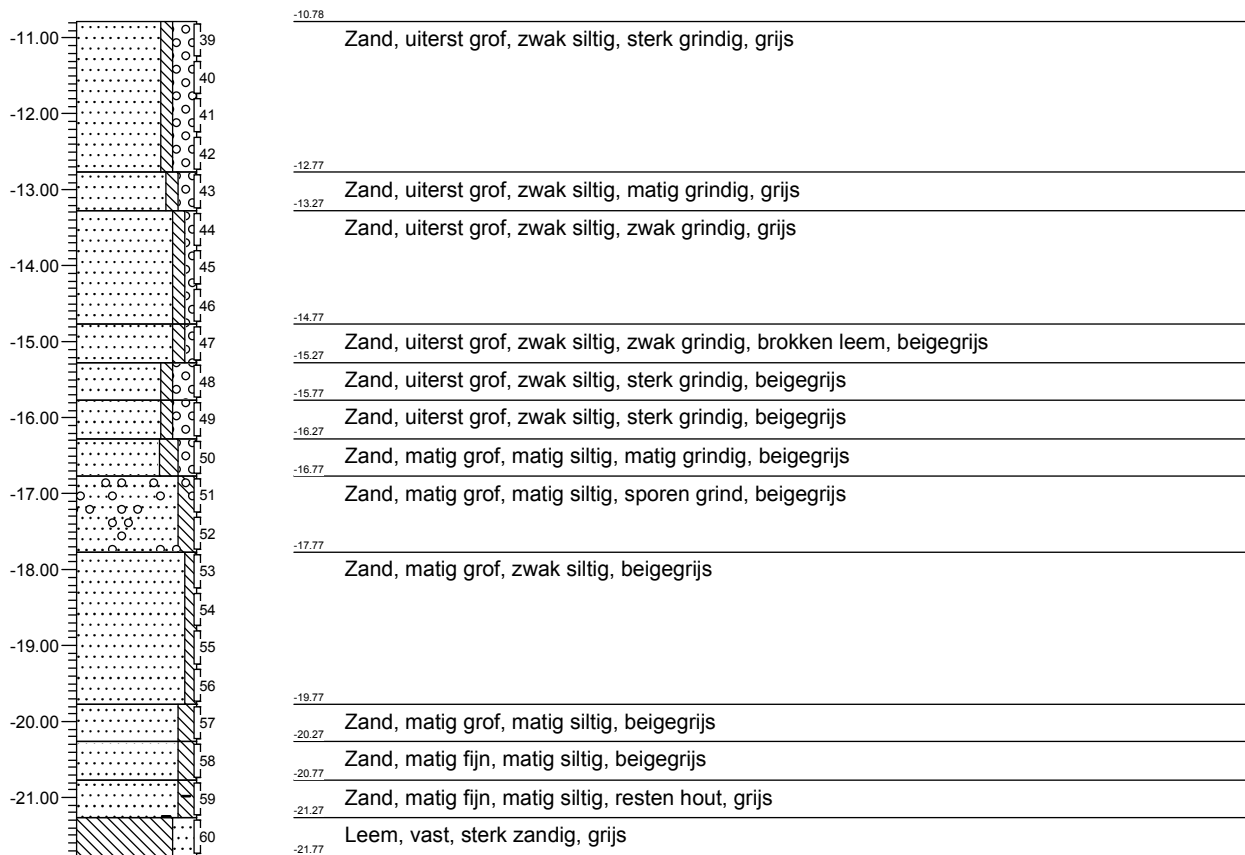 -10.78
-11.00 39 Zand, uiterst grof, zwak siltig, sterk grindig, grijs
40
-12.00 41
42
-12.77
-13.00 43 Zand, uiterst grof, zwak siltig, matig grindig, grijs
-13.27
44 Zand, uiterst grof, zwak siltig, zwak grindig, grijs
-14.00 45
46
-14.77
-15.00 47 Zand, uiterst grof, zwak siltig, zwak grindig, brokken leem, beigegrijs
-15.27
48 Zand, uiterst grof, zwak siltig, sterk grindig, beigegrijs
-15.77
-16.00 49 Zand, uiterst grof, zwak siltig, sterk grindig, beigegrijs
-16.27
50 Zand, matig grof, matig siltig, matig grindig, beigegrijs
-16.77
-17.00 51 Zand, matig grof, matig siltig, sporen grind, beigegrijs
52
-17.77
-18.00 53 Zand, matig grof, zwak siltig, beigegrijs
54
-19.00 55
56
-19.77
-20.00 57 Zand, matig grof, matig siltig, beigegrijs
-20.27
58 Zand, matig fijn, matig siltig, beigegrijs
-20.77
-21.00 59 Zand, matig fijn, matig siltig, resten hout, grijs
-21.27
60 Leem, vast, sterk zandig, grijs
-21.77